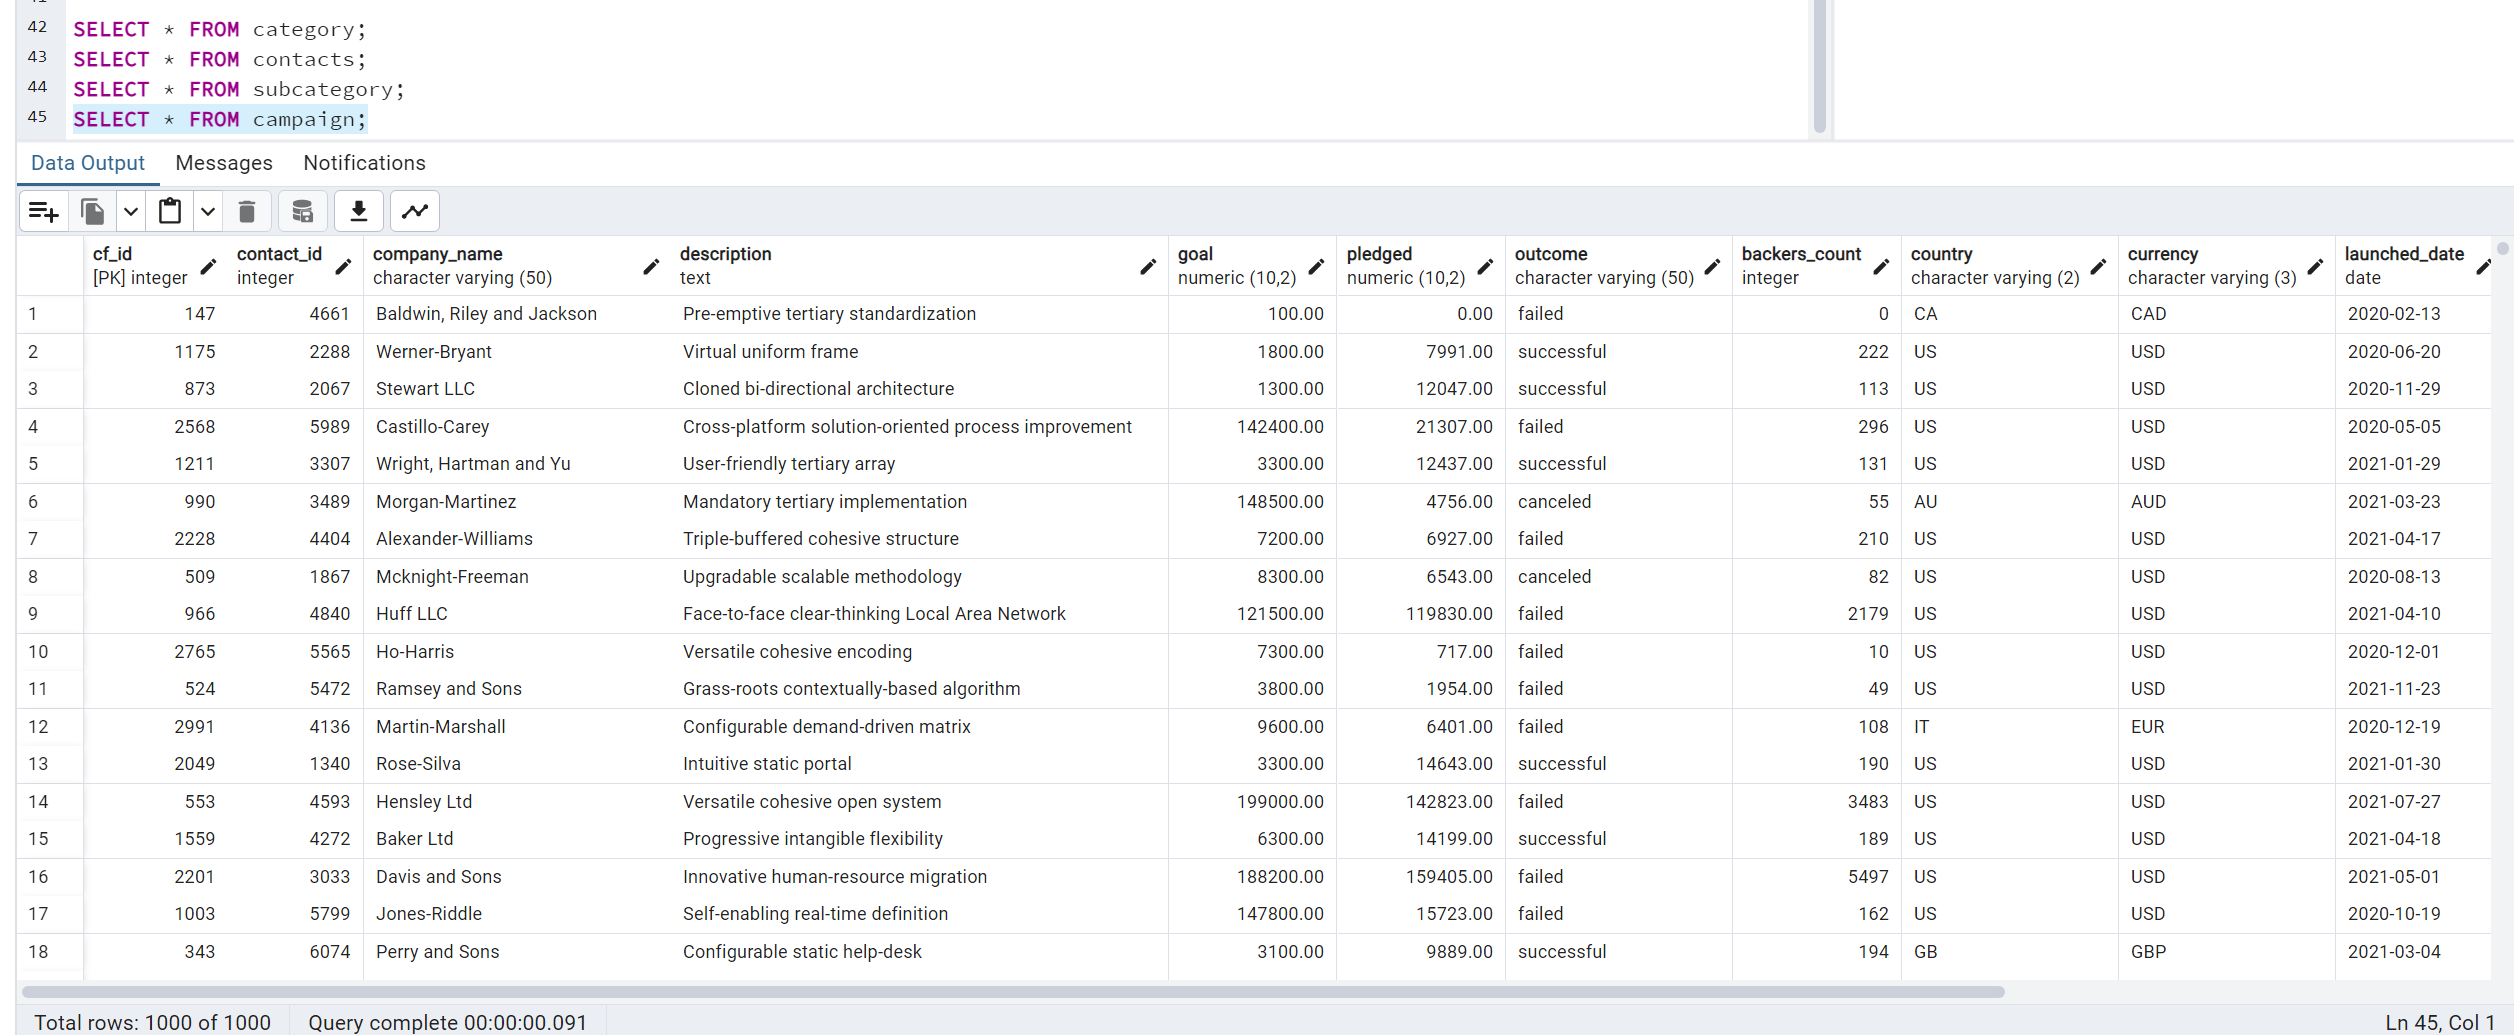 42 SELECT * FROM category;
43 SELECT * FROM contacts;
44 SELECT * FROM subcategory;
45 SELECT * FROM campaign;
Data Output Messages Notifications
cf_id contact_id company_name description goal pledged outcome backers_count country currency launched_date
[PK] integer integer character varying (50) text numeric (10,2) numeric (10,2) character varying (50) integer character varying (2) character varying (3) date
1 147 4661 Baldwin, Riley and Jackson Pre-emptive tertiary standardization 100.00 0.00 failed 0 CA CAD 2020-02-13
2 1175 2288 Werner-Bryant Virtual uniform frame 1800.00 7991.00 successful 222 US USD 2020-06-20
3 873 2067 Stewart LLC Cloned bi-directional architecture 1300.00 12047.00 successful 113 US USD 2020-11-29
4 2568 5989 Castillo-Carey Cross-platform solution-oriented process improvement 142400.00 21307.00 failed 296 US USD 2020-05-05
5 1211 3307 Wright, Hartman and Yu User-friendly tertiary array 3300.00 12437.00 successful 131 US USD 2021-01-29
6 990 3489 Morgan-Martinez Mandatory tertiary implementation 148500.00 4756.00 canceled 55 AU AUD 2021-03-23
7 2228 4404 Alexander-Williams Triple-buffered cohesive structure 7200.00 6927.00 failed 210 US USD 2021-04-17
8 509 1867 Mcknight-Freeman Upgradable scalable methodology 8300.00 6543.00 canceled 82 US USD 2020-08-13
9 966 4840 Huff LLC Face-to-face clear-thinking Local Area Network 121500.00 119830.00 failed 2179 US USD 2021-04-10
10 2765 5565 Ho-Harris Versatile cohesive encoding 7300.00 717.00 failed 10 US USD 2020-12-01
11 524 5472 Ramsey and Sons Grass-roots contextually-based algorithm 3800.00 1954.00 failed 49 US USD 2021-11-23
12 2991 4136 Martin-Marshall Configurable demand-driven matrix 9600.00 6401.00 failed 108 IT EUR 2020-12-19
13 2049 1340 Rose-Silva Intuitive static portal 3300.00 14643.00 successful 190 US USD 2021-01-30
14 553 4593 Hensley Ltd Versatile cohesive open system 199000.00 142823.00 failed 3483 US USD 2021-07-27
15 1559 4272 Baker Ltd Progressive intangible flexibility 6300.00 14199.00 successful 189 US USD 2021-04-18
16 2201 3033 Davis and Sons Innovative human-resource migration 188200.00 159405.00 failed 5497 US USD 2021-05-01
17 1003 5799 Jones-Riddle Self-enabling real-time definition 147800.00 15723.00 failed 162 US USD 2020-10-19
18 343 6074 Perry and Sons Configurable static help-desk 3100.00 9889.00 successful 194 GB GBP 2021-03-04
Total rows: 1000 of 1000 Query complete 00:00:00.091 Ln 45, Col 1